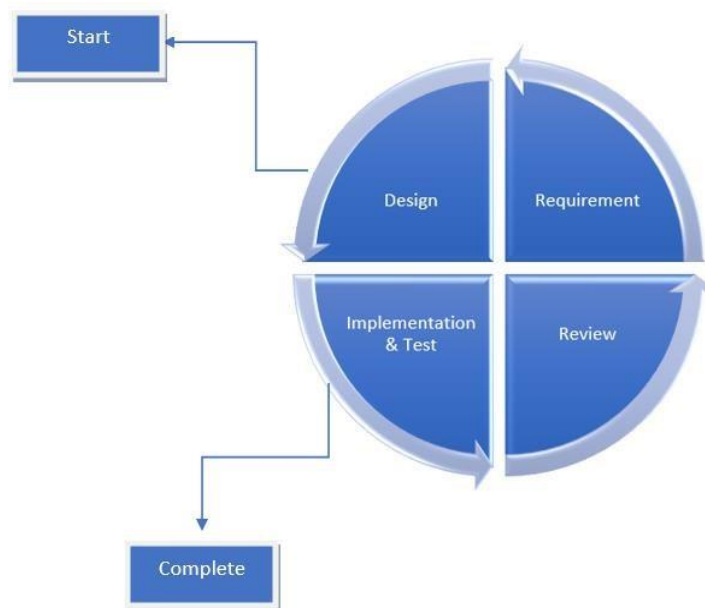 Start
Design
Requirement
Implementation
& Test
Review
Complete